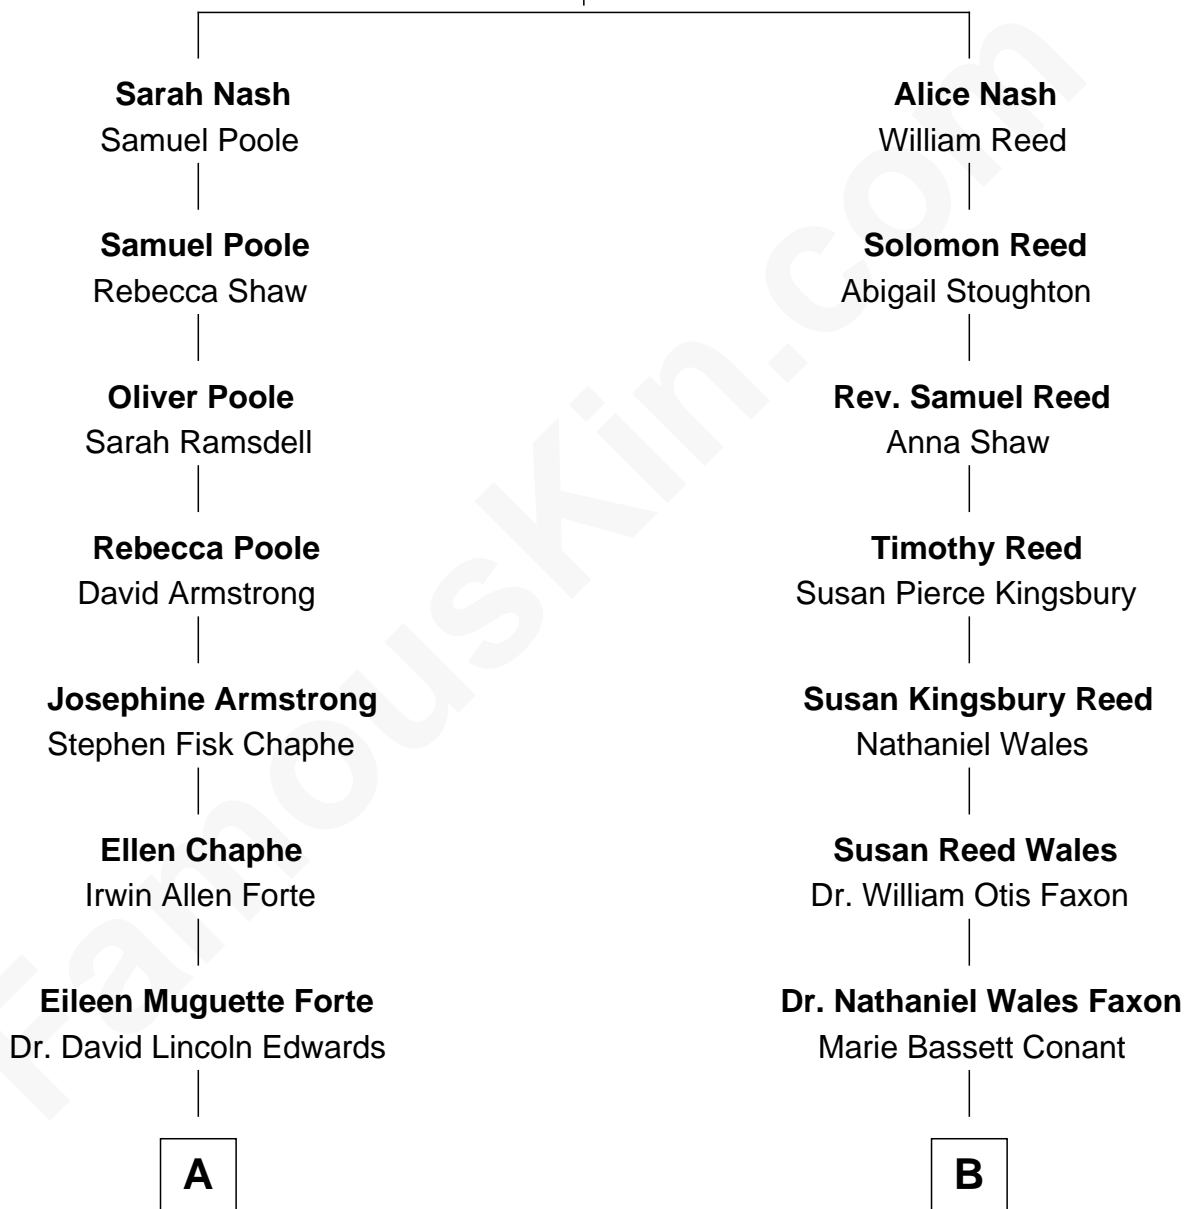 Sarah Nash
Samuel Poole
Samuel Poole
Rebecca Shaw
Oliver Poole
Sarah Ramsdell
Rebecca Poole
David Armstrong
Josephine Armstrong
Stephen Fisk Chaphe
Ellen Chaphe
Irwin Allen Forte
Eileen Muguette Forte
Dr. David Lincoln Edwards
A
Alice Nash
William Reed
Solomon Reed
Abigail Stoughton
Rev. Samuel Reed
Anna Shaw
Timothy Reed
Susan Pierce Kingsbury
Susan Kingsbury Reed
Nathaniel Wales
Susan Reed Wales
Dr. William Otis Faxon
Dr. Nathaniel Wales Faxon
Marie Bassett Conant
B
FamousKin.com